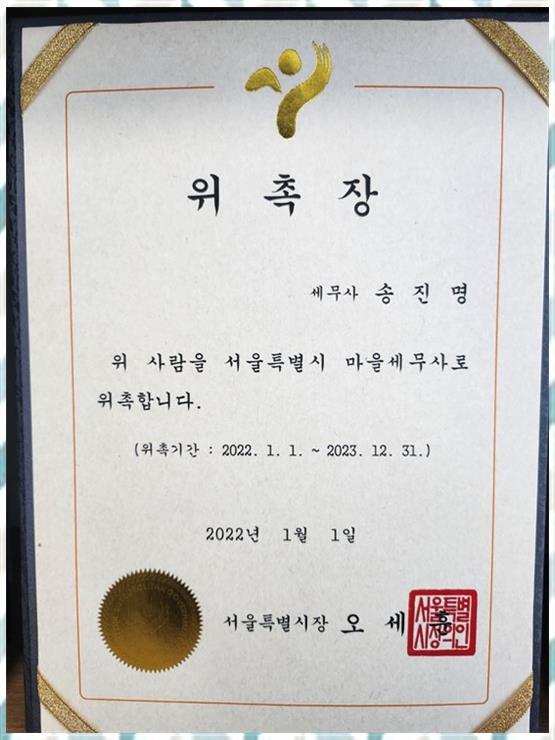 위 촉 장
세무사 송 진 명
위 사람을 서울특별시 마을세무사로
위촉합니다.
(위촉기간 : 2022. 1. 1. ~ 2023. 12. 31.)
2022년 1월 1일
서울특별시장 오 세 훈
서울특별
시장의인